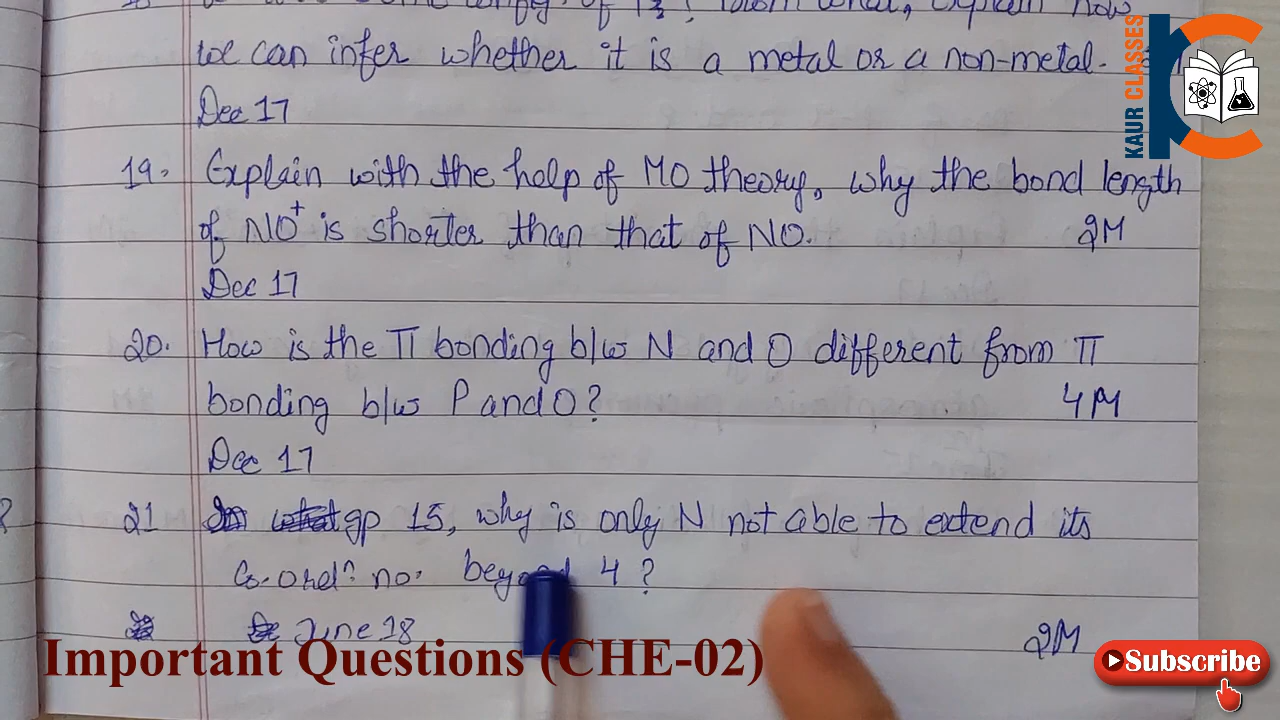 we can infer whether it is a metal or a non-metal.
Dec 17
19. Explain with the help of MO theory, why the bond length
of NO⁺ is shorter than that of NO. 2M
Dec 17
20. How is the π bonding b/w N and O different from π
bonding b/w P and O? 4M
Dec 17
21 gp 15, why is only N not able to extend its
Co-ordⁿ no. beyond 4?
June 18 2M
Important Questions (CHE-02)
KAUR CLASSES
Subscribe